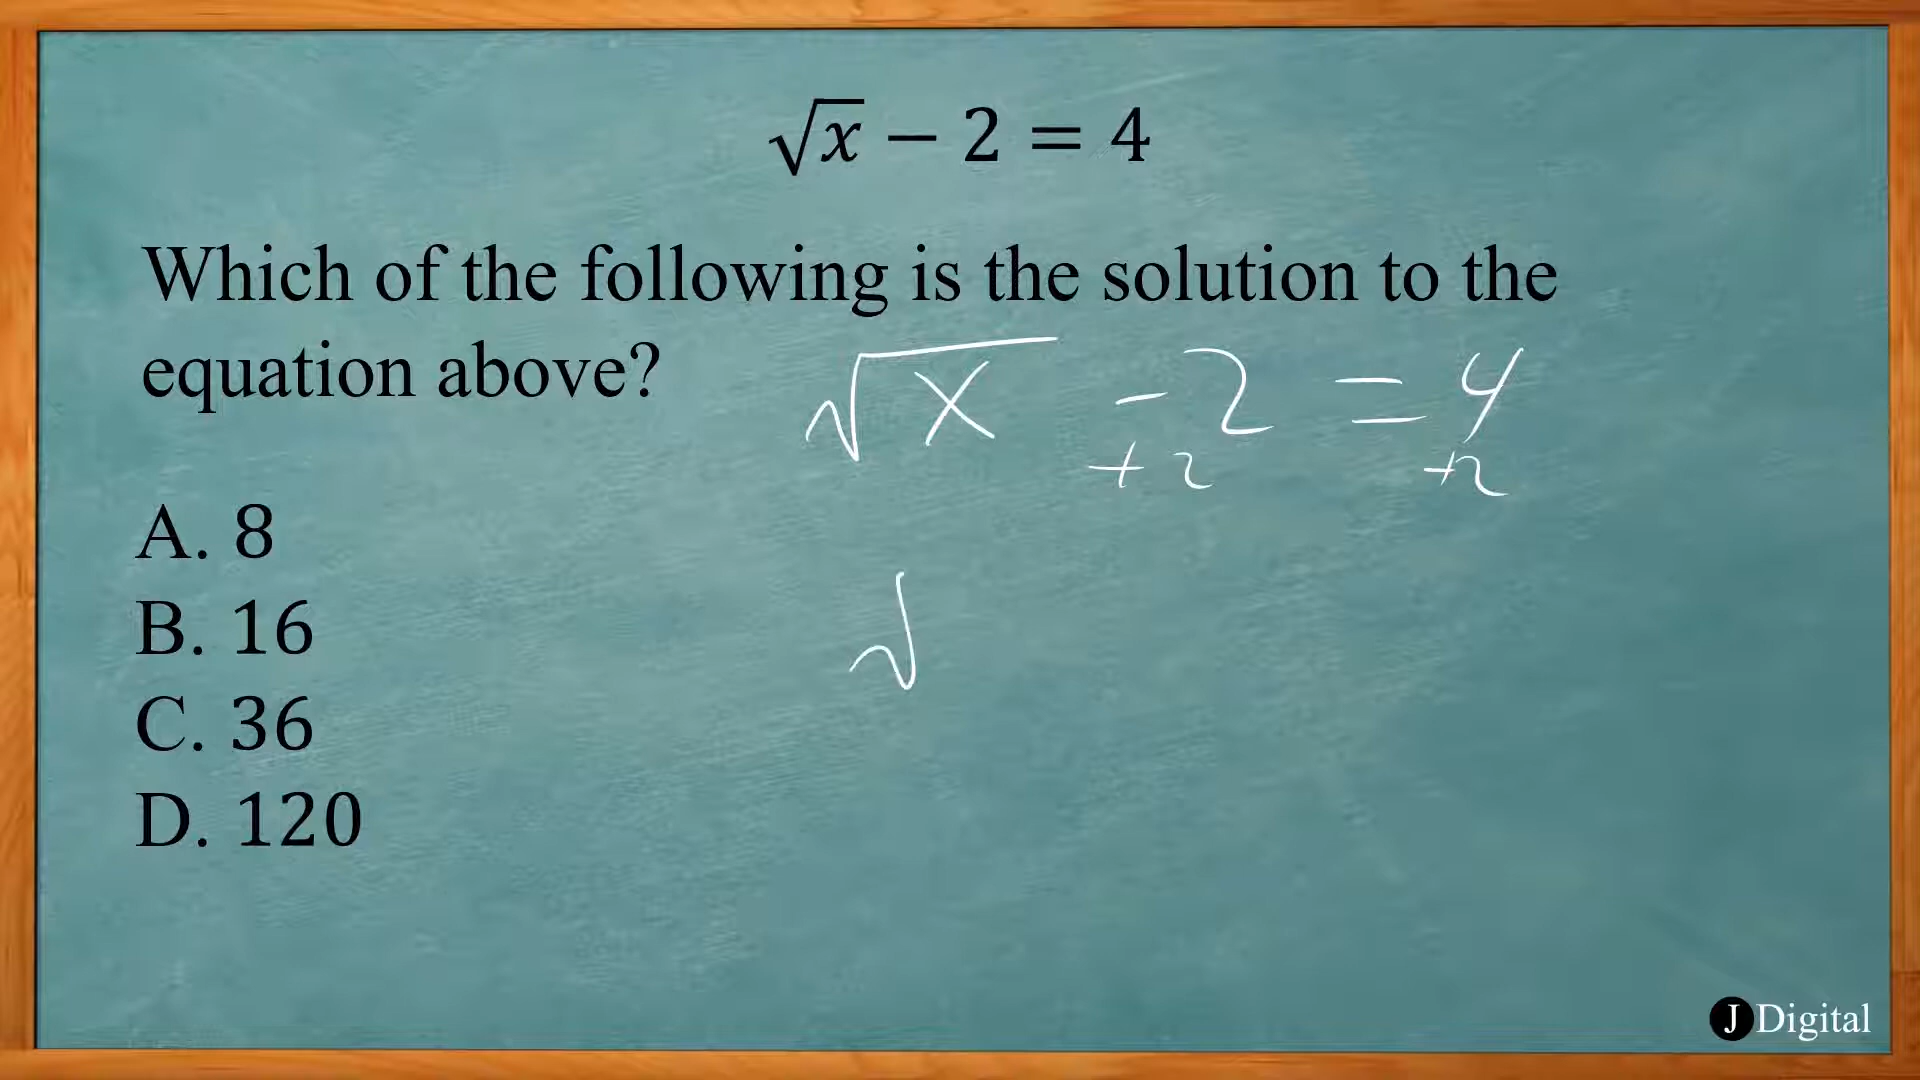 √x − 2 = 4
Which of the following is the solution to the
equation above?
√x - 2 = 4
+2 +2
√
A. 8
B. 16
C. 36
D. 120
J Digital